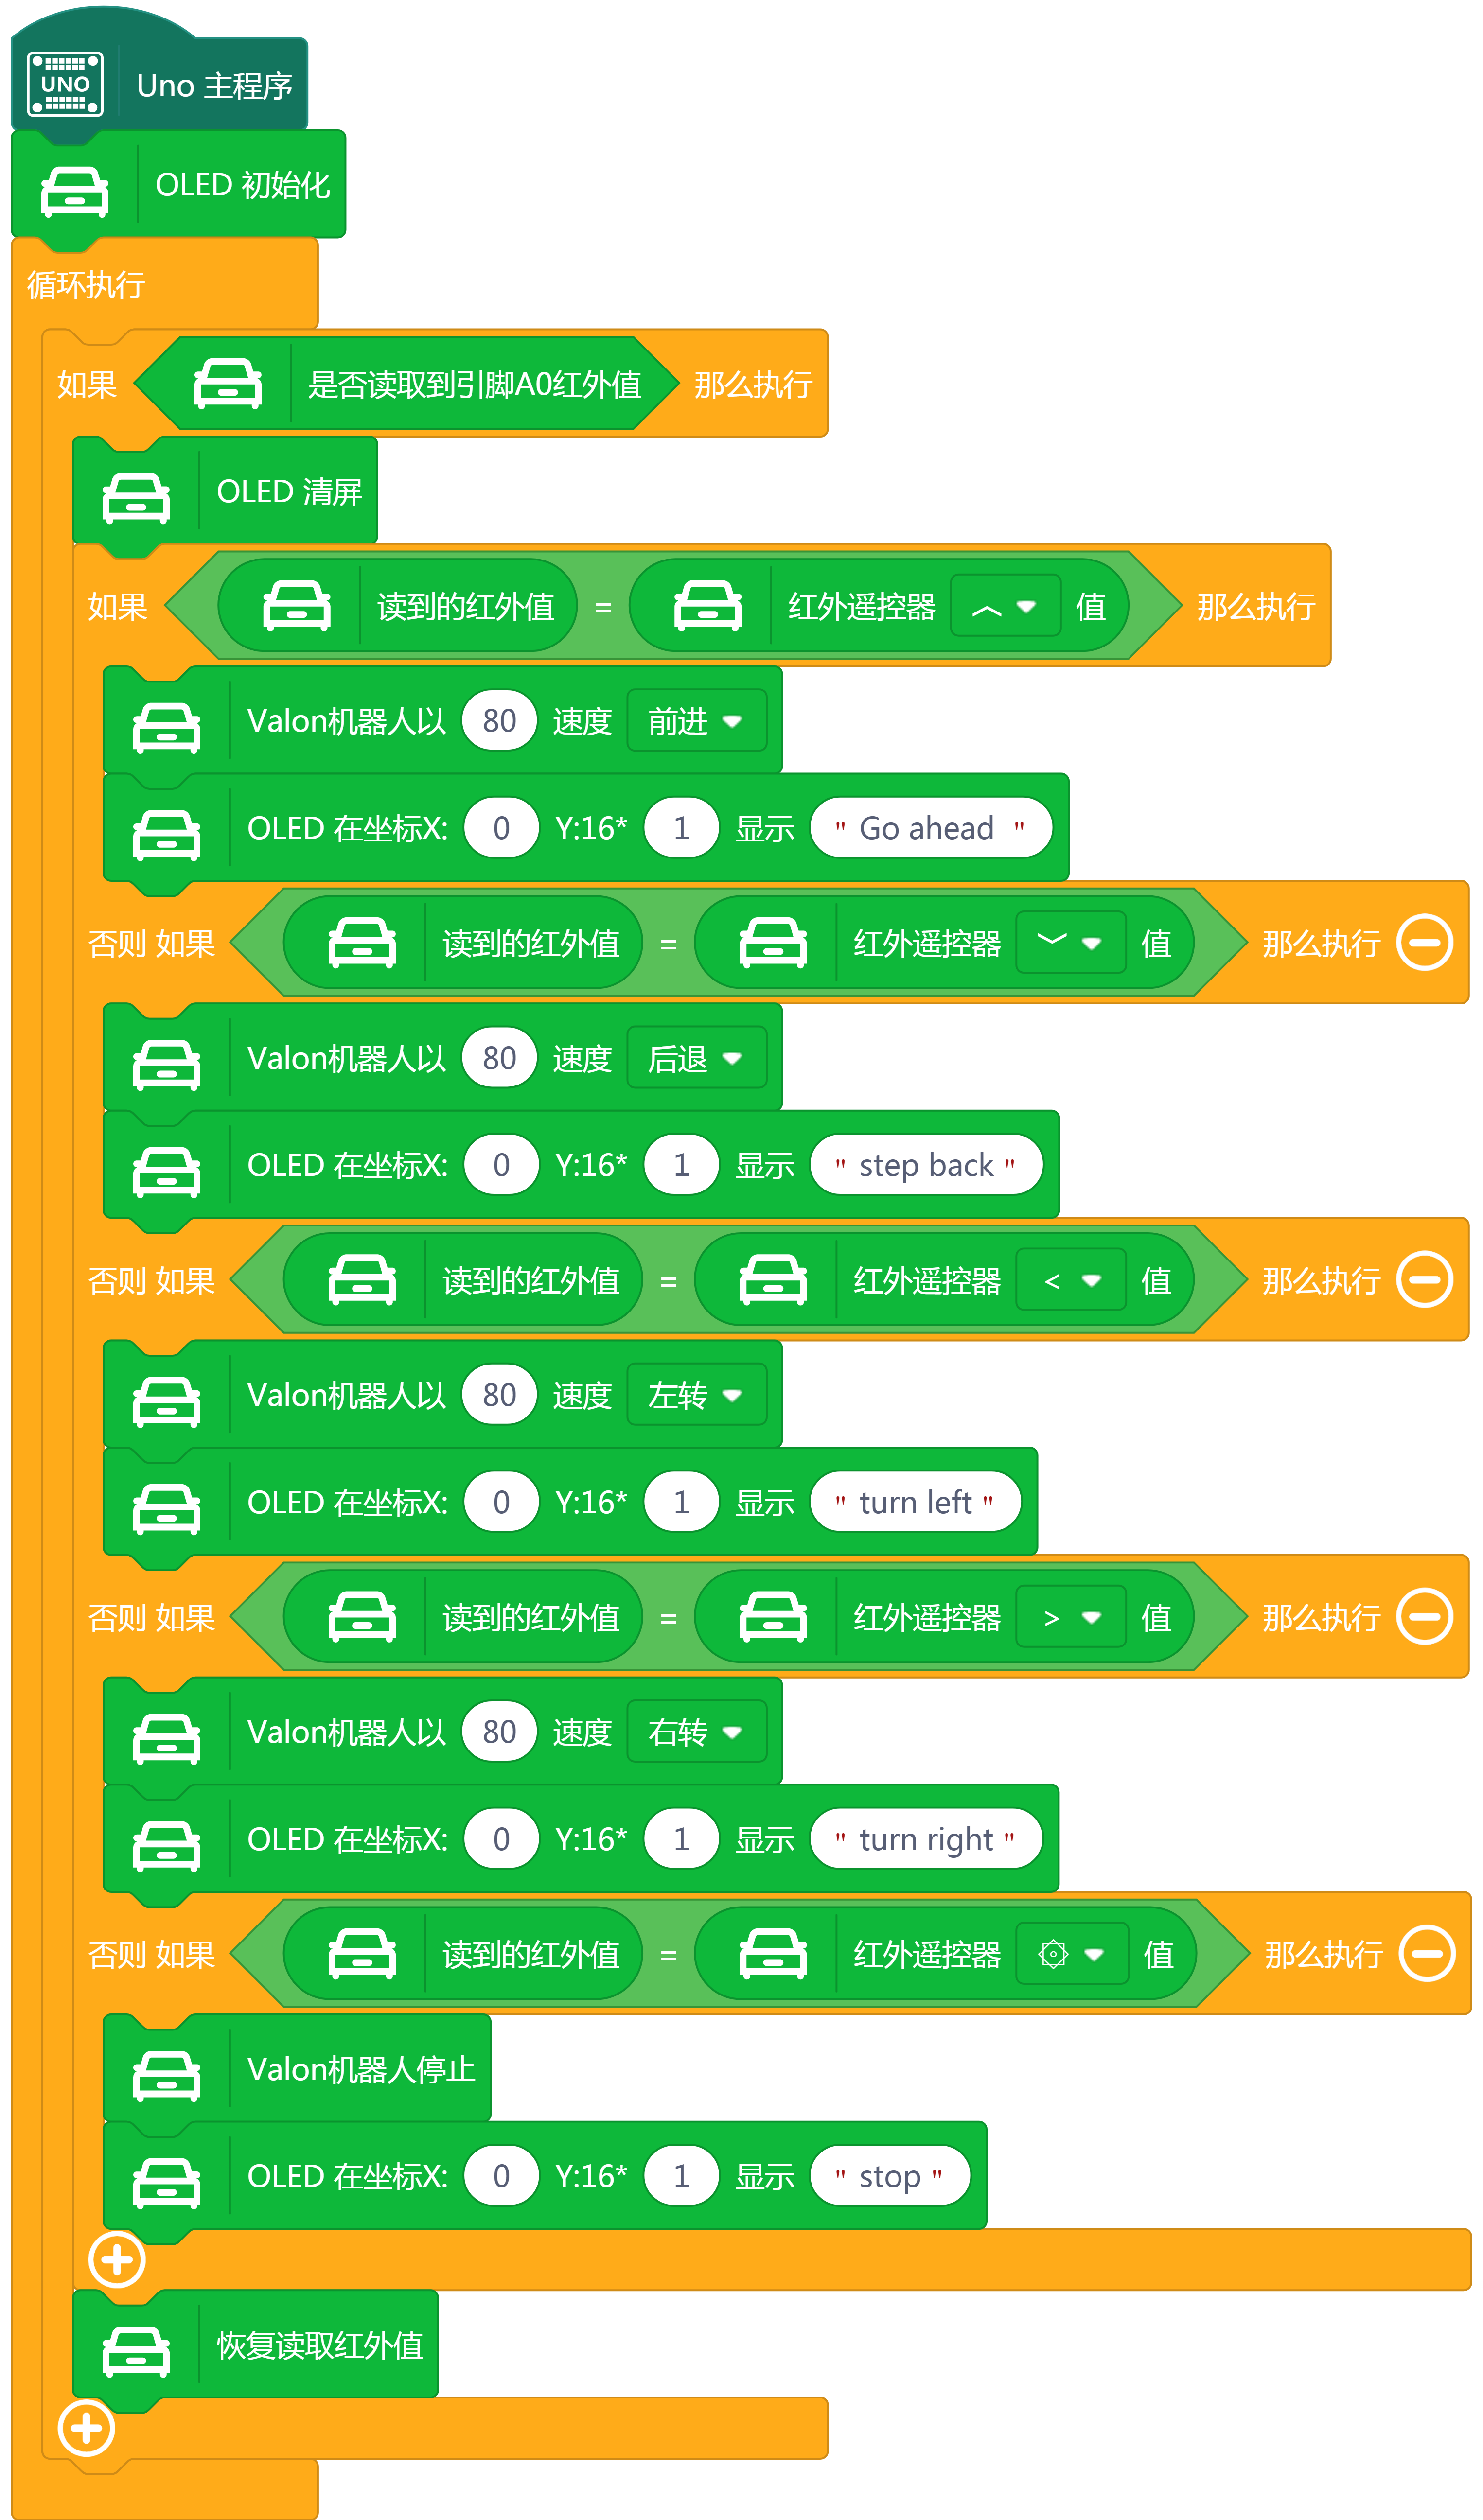 UNO Uno 主程序
OLED 初始化
循环执行
如果 是否读取到引脚A0红外值 那么执行
OLED 清屏
如果 读到的红外值 = 红外遥控器 ︿ 值 那么执行
Valon机器人以 80 速度 前进
OLED 在坐标X: 0 Y:16* 1 显示 " Go ahead "
否则 如果 读到的红外值 = 红外遥控器 ﹀ 值 那么执行
Valon机器人以 80 速度 后退
OLED 在坐标X: 0 Y:16* 1 显示 " step back "
否则 如果 读到的红外值 = 红外遥控器 < 值 那么执行
Valon机器人以 80 速度 左转
OLED 在坐标X: 0 Y:16* 1 显示 " turn left "
否则 如果 读到的红外值 = 红外遥控器 > 值 那么执行
Valon机器人以 80 速度 右转
OLED 在坐标X: 0 Y:16* 1 显示 " turn right "
否则 如果 读到的红外值 = 红外遥控器 ۞ 值 那么执行
Valon机器人停止
OLED 在坐标X: 0 Y:16* 1 显示 " stop "
恢复读取红外值